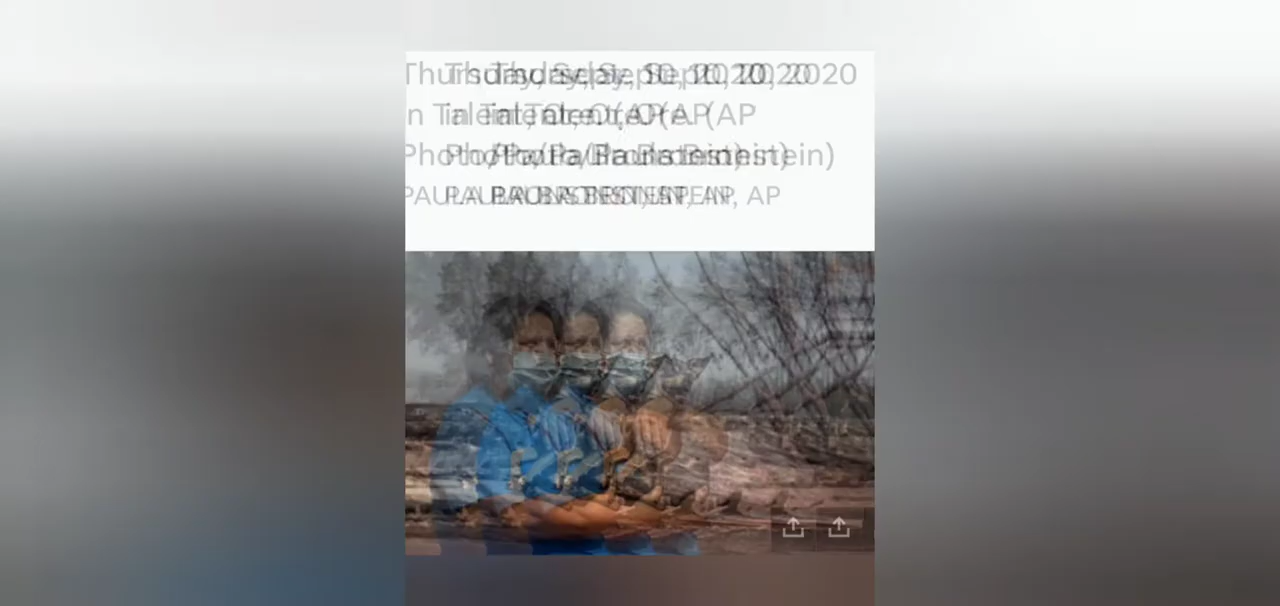 Thursday, Sept. 10, 2020
in Talent, Ore. (AP
Photo/Paula Bronstein)
PAULA BRONSTEIN, AP